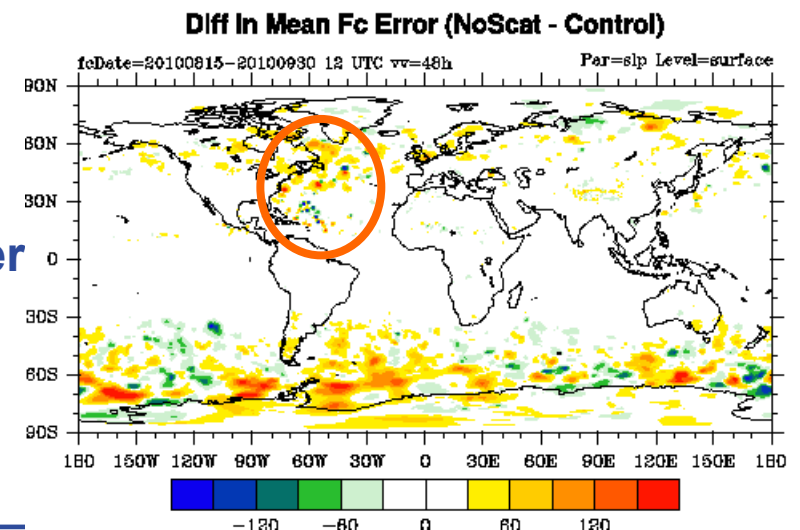 Diff in Mean Fc Error (NoScat - Control)
fcDate=20100815-20100930 12 UTC vv=48h Par=slp Level=surface
90N
60N
30N
er
0
30S
60S
90S
180 150W 120W 90W 60W 30W 0 30E 60E 90E 120E 150E 180
-120 -60 0 60 120